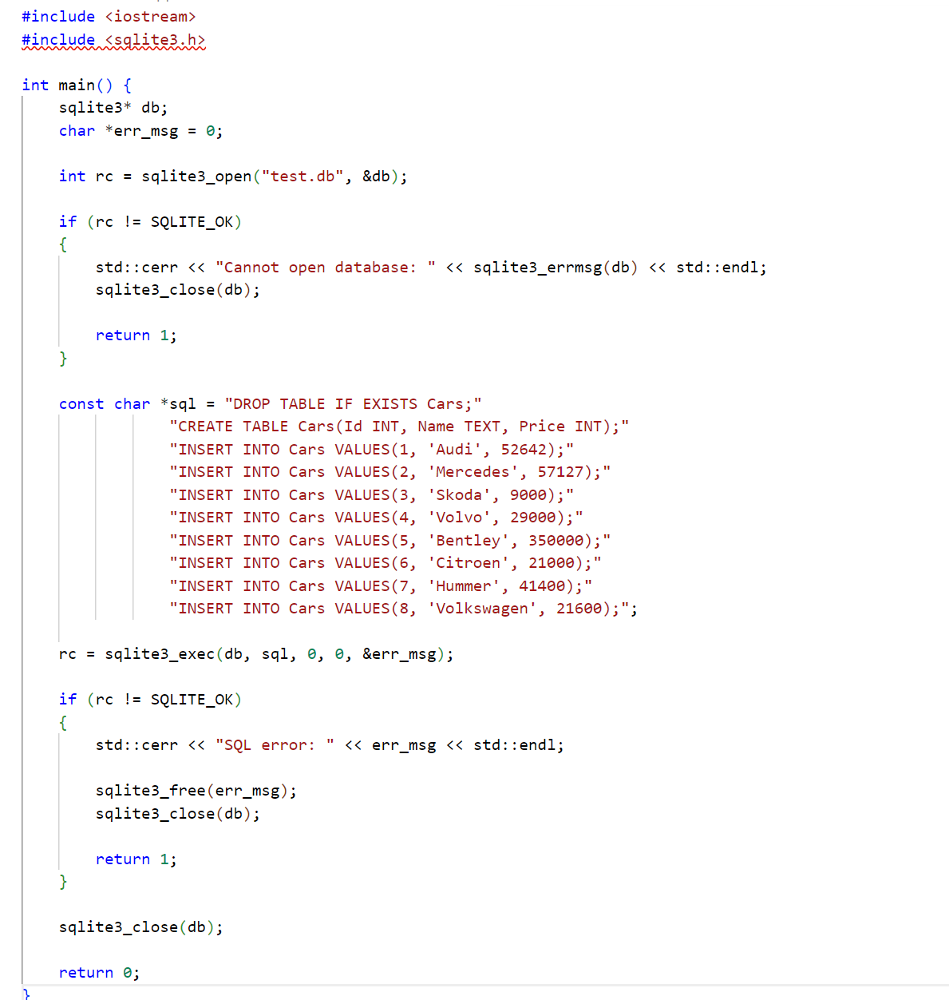 #include <iostream>
#include <sqlite3.h>
int main() {
    sqlite3* db;
    char *err_msg = 0;
    int rc = sqlite3_open("test.db", &db);
    if (rc != SQLITE_OK)
    {
        std::cerr << "Cannot open database: " << sqlite3_errmsg(db) << std::endl;
        sqlite3_close(db);
        return 1;
    }
    const char *sql = "DROP TABLE IF EXISTS Cars;"
                "CREATE TABLE Cars(Id INT, Name TEXT, Price INT);"
                "INSERT INTO Cars VALUES(1, 'Audi', 52642);"
                "INSERT INTO Cars VALUES(2, 'Mercedes', 57127);"
                "INSERT INTO Cars VALUES(3, 'Skoda', 9000);"
                "INSERT INTO Cars VALUES(4, 'Volvo', 29000);"
                "INSERT INTO Cars VALUES(5, 'Bentley', 350000);"
                "INSERT INTO Cars VALUES(6, 'Citroen', 21000);"
                "INSERT INTO Cars VALUES(7, 'Hummer', 41400);"
                "INSERT INTO Cars VALUES(8, 'Volkswagen', 21600);";
    rc = sqlite3_exec(db, sql, 0, 0, &err_msg);
    if (rc != SQLITE_OK)
    {
        std::cerr << "SQL error: " << err_msg << std::endl;
        sqlite3_free(err_msg);
        sqlite3_close(db);
        return 1;
    }
    sqlite3_close(db);
    return 0;
}